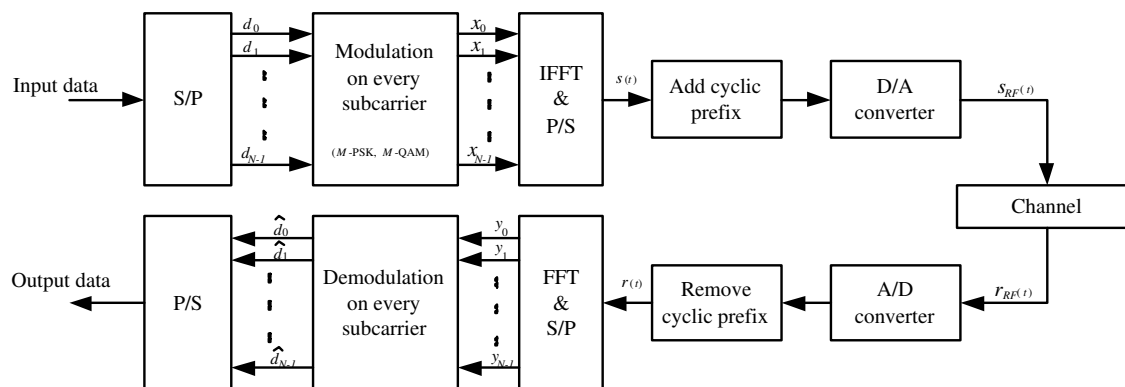 Input data
S/P
d0
d1
dN-1
Modulation
on every
subcarrier
(M-PSK, M-QAM)
x0
x1
xN-1
IFFT
&
P/S
s(t)
Add cyclic
prefix
D/A
converter
sRF(t)
Channel
Output data
P/S
d̂0
d̂1
d̂N-1
Demodulation
on every
subcarrier
y0
y1
yN-1
FFT
&
S/P
r(t)
Remove
cyclic prefix
A/D
converter
rRF(t)